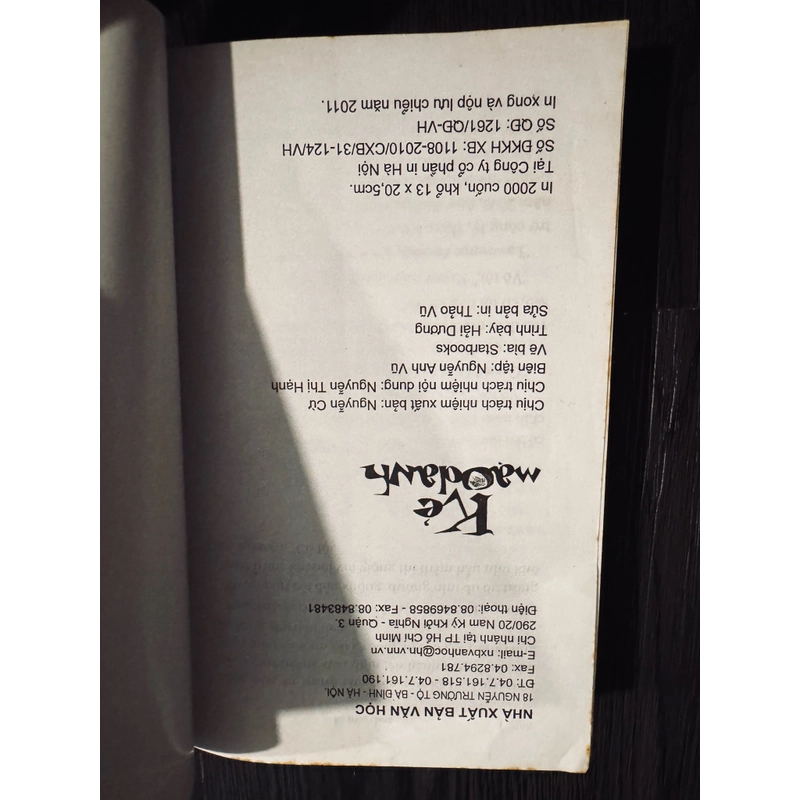 NHÀ XUẤT BẢN VĂN HỌC
18 NGUYỄN TRƯỜNG TỘ - BA ĐÌNH - HÀ NỘI.
ĐT: 04.7.161.518 - 04.7.161.190
Fax: 04.8294.781
E-mail: nxbvanhoc@hn.vnn.vn
Chi nhánh tại TP Hồ Chí Minh
290/20 Nam Kỳ Khởi Nghĩa - Quận 3.
Điện thoại: 08.8469858 - Fax: 08.8483481
Kẻ
mạo danh
Chịu trách nhiệm xuất bản: Nguyễn Cừ
Chịu trách nhiệm nội dung: Nguyễn Thị Hạnh
Biên tập: Nguyễn Anh Vũ
Vẽ bìa: Starbooks
Trình bày: Hải Dương
Sửa bản in: Thảo Vũ
In 2000 cuốn, khổ 13 x 20,5cm.
Tại Công ty cổ phần in Hà Nội
Số ĐKKH XB: 1108-2010/CXB/31-124/VH
Số QĐ: 1261/QĐ-VH
In xong và nộp lưu chiểu năm 2011.